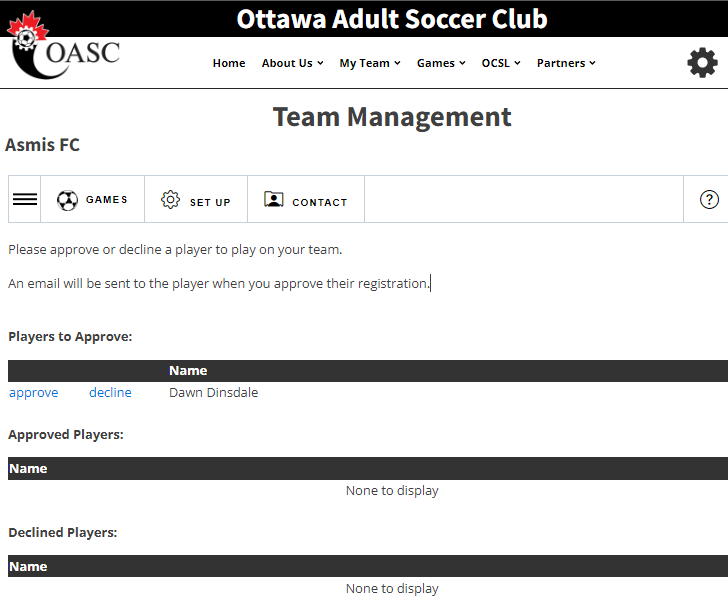 Ottawa Adult Soccer Club
OASC
Home About Us My Team Games OCSL Partners
Team Management
Asmis FC
GAMES SET UP CONTACT ?
Please approve or decline a player to play on your team.
An email will be sent to the player when you approve their registration.
Players to Approve:
Name
approve decline Dawn Dinsdale
Approved Players:
Name
None to display
Declined Players:
Name
None to display